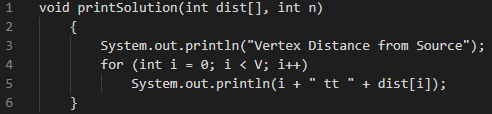 1 void printSolution(int dist[], int n)
2 {
3 System.out.println("Vertex Distance from Source");
4 for (int i = 0; i < V; i++)
5 System.out.println(i + " tt " + dist[i]);
6 }